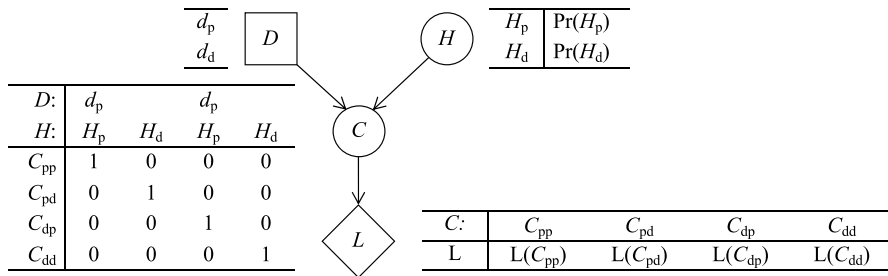 d_p D H H_p Pr(H_p)
d_d H_d Pr(H_d)
D: d_p d_p
H: H_p H_d H_p H_d C
C_pp 1 0 0 0
C_pd 0 1 0 0
C_dp 0 0 1 0 C: C_pp C_pd C_dp C_dd
C_dd 0 0 0 1 L L L(C_pp) L(C_pd) L(C_dp) L(C_dd)